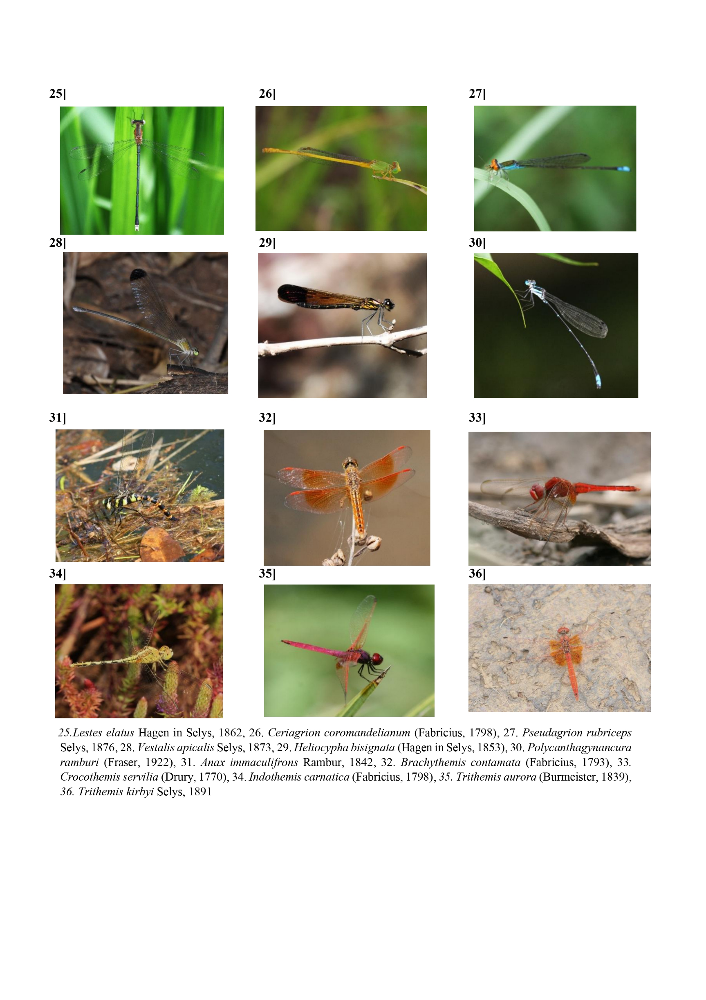 25] 26] 27]
28] 29] 30]
31] 32] 33]
34] 35] 36]
25.Lestes elatus Hagen in Selys, 1862, 26. Ceriagrion coromandelianum (Fabricius, 1798), 27. Pseudagrion rubriceps
Selys, 1876, 28. Vestalis apicalis Selys, 1873, 29. Heliocypha bisignata (Hagen in Selys, 1853), 30. Polycanthagynancura
ramburi (Fraser, 1922), 31. Anax immaculifrons Rambur, 1842, 32. Brachythemis contamata (Fabricius, 1793), 33.
Crocothemis servilia (Drury, 1770), 34. Indothemis carnatica (Fabricius, 1798), 35. Trithemis aurora (Burmeister, 1839),
36. Trithemis kirbyi Selys, 1891